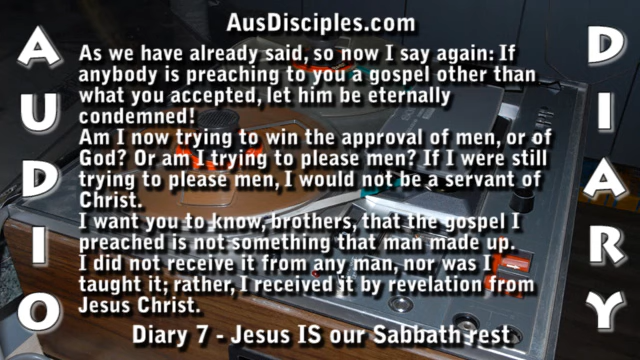 AusDisciples.com
As we have already said, so now I say again: If
anybody is preaching to you a gospel other than
what you accepted, let him be eternally
condemned!
Am I now trying to win the approval of men, or of
God? Or am I trying to please men? If I were still
trying to please men, I would not be a servant of
Christ.
I want you to know, brothers, that the gospel I
preached is not something that man made up.
I did not receive it from any man, nor was I
taught it; rather, I received it by revelation from
Jesus Christ.
Diary 7 - Jesus IS our Sabbath rest
AUDIO
DIARY